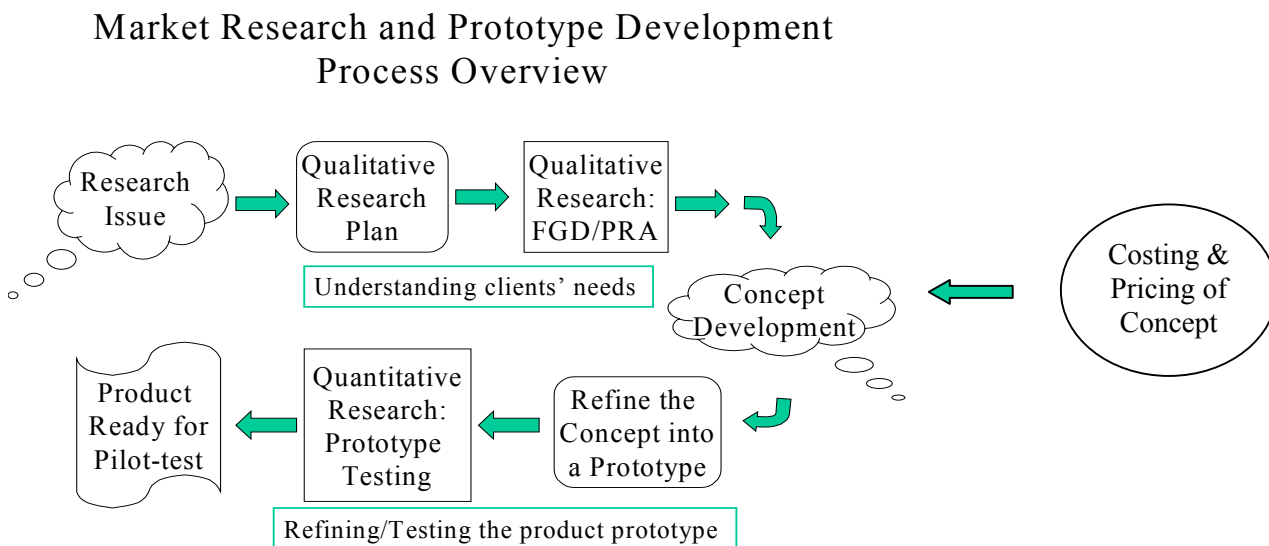 Market Research and Prototype Development
Process Overview
Research
Issue
Qualitative
Research
Plan
Qualitative
Research:
FGD/PRA
Understanding clients’ needs
Concept
Development
Costing &
Pricing of
Concept
Refine the
Concept into
a Prototype
Quantitative
Research:
Prototype
Testing
Product
Ready for
Pilot-test
Refining/Testing the product prototype